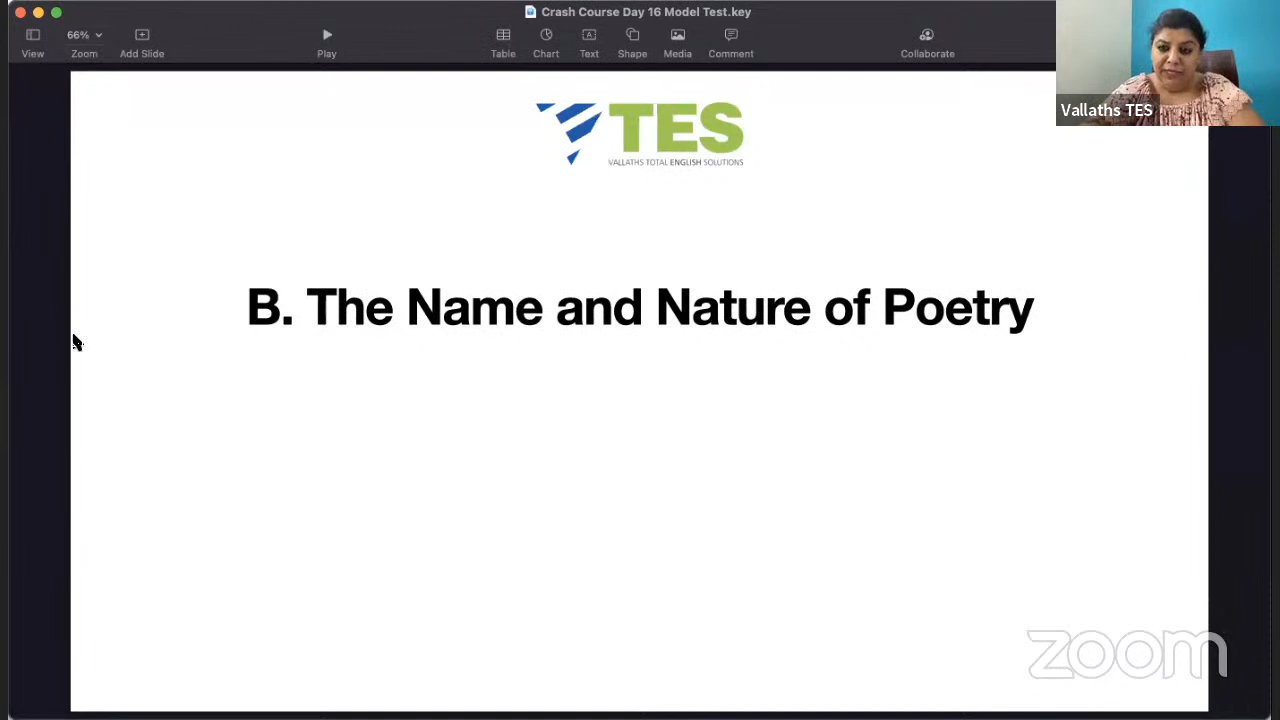 Crash Course Day 16 Model Test.key
66%
View
Zoom
Add Slide
Play
Table
Chart
Text
Shape
Media
Comment
Collaborate
Vallaths TES
TES
VALLATHS TOTAL ENGLISH SOLUTIONS
B. The Name and Nature of Poetry
zoom